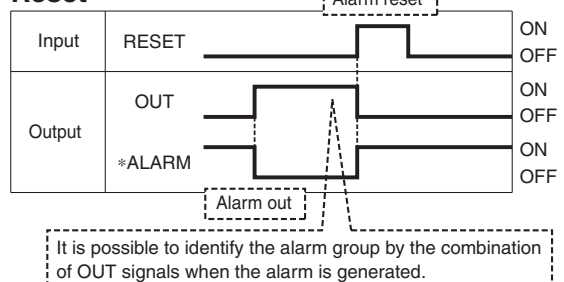 Reset
Alarm reset
Input RESET ON
OFF
Output OUT ON
OFF
*ALARM ON
OFF
Alarm out
It is possible to identify the alarm group by the combination
of OUT signals when the alarm is generated.